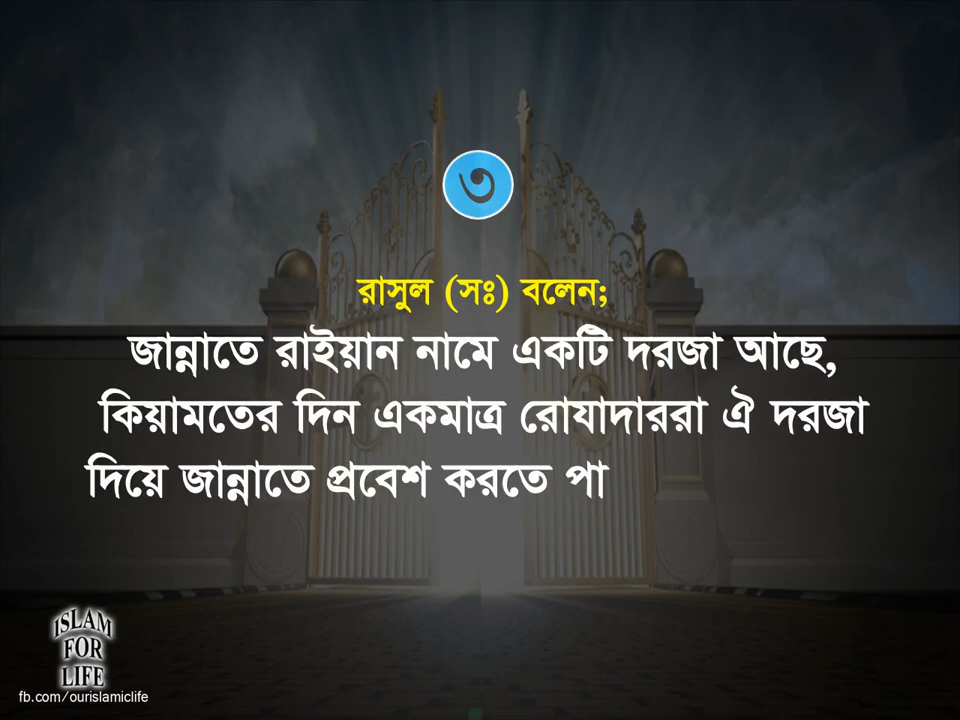 ৩
রাসুল (সঃ) বলেন;
জান্নাতে রাইয়ান নামে একটি দরজা আছে,
কিয়ামতের দিন একমাত্র রোযাদাররা ঐ দরজা
দিয়ে জান্নাতে প্রবেশ করতে পা
ISLAM
FOR
LIFE
fb.com/ourislamiclife